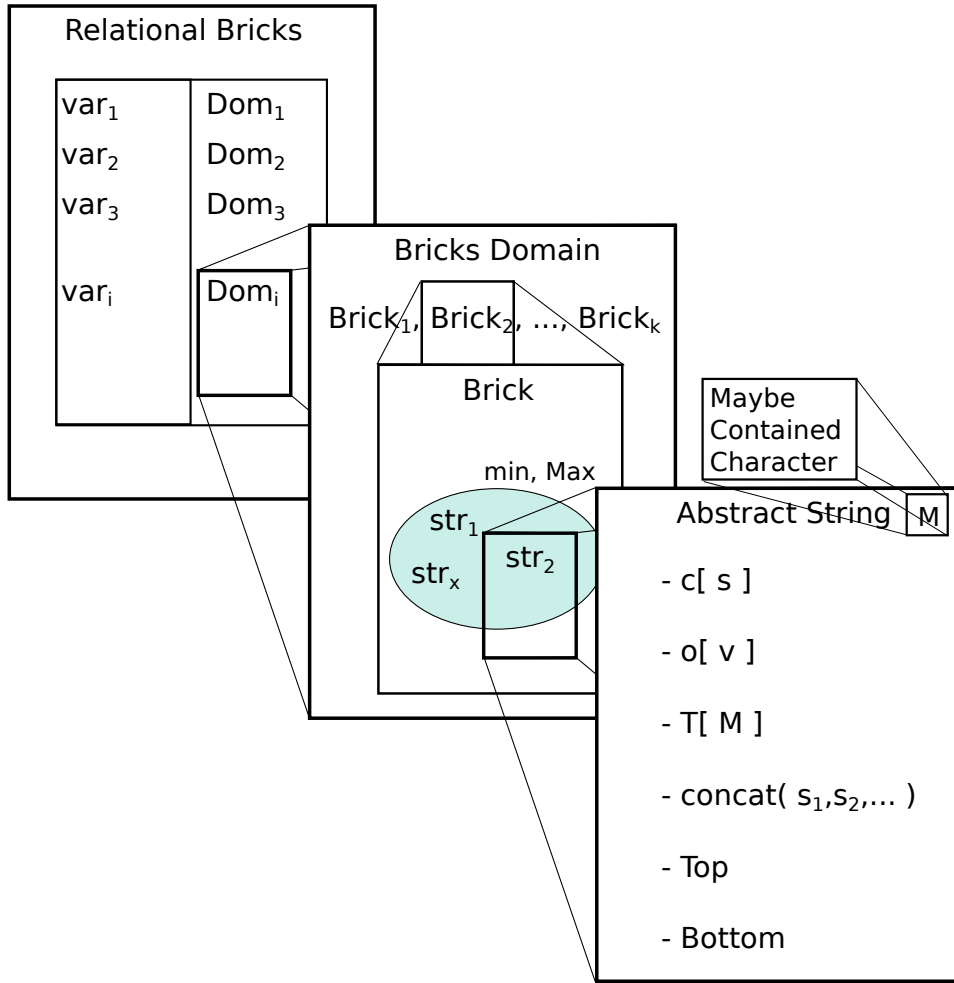 Relational Bricks
var₁ Dom₁
var₂ Dom₂
var₃ Dom₃
varᵢ Domᵢ
Bricks Domain
Brick₁, Brick₂, ..., Brickₖ
Brick
min, Max
str₁
str₂
strₓ
Maybe
Contained
Character
Abstract String
M
- c[ s ]
- o[ v ]
- T[ M ]
- concat( s₁,s₂,... )
- Top
- Bottom